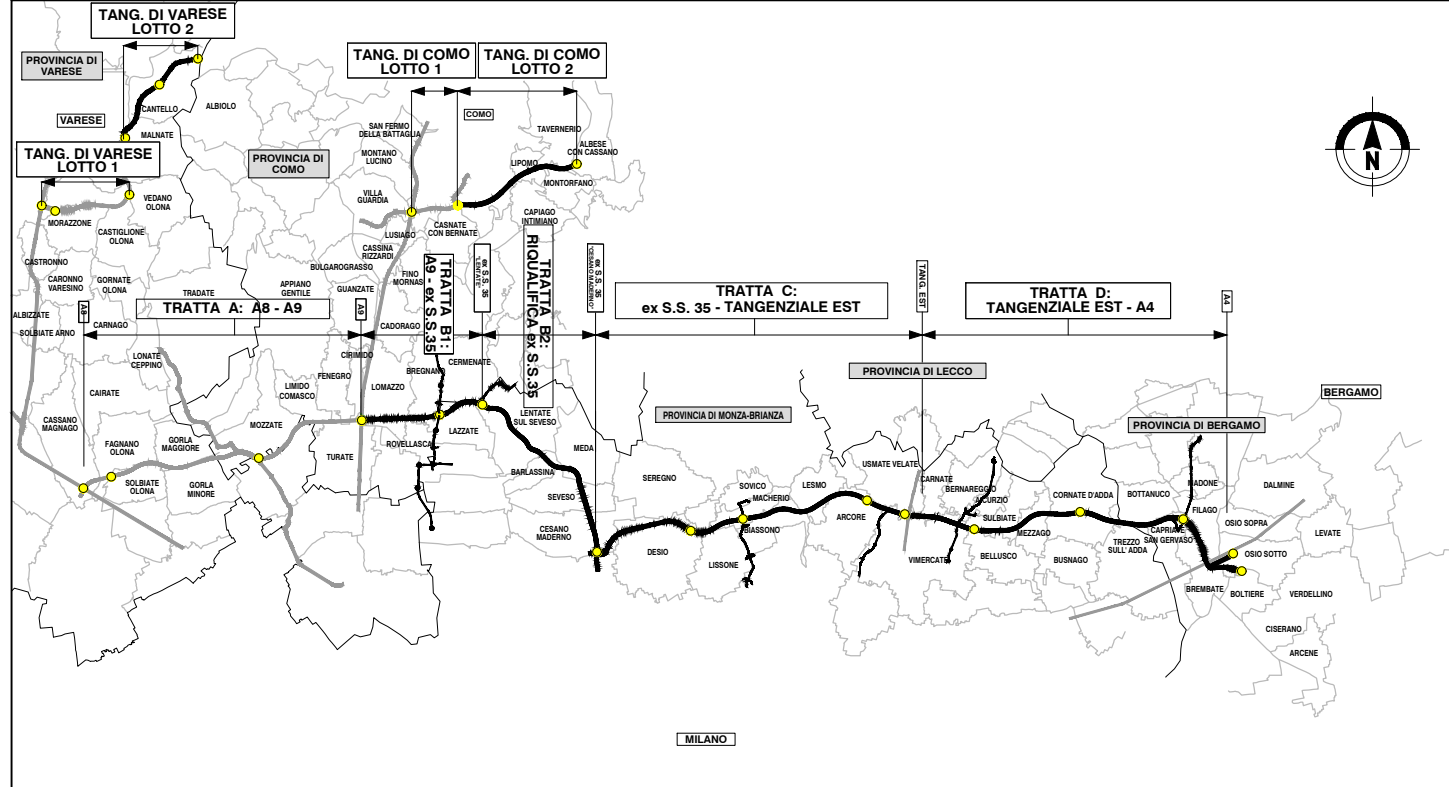 TANG. DI VARESE
LOTTO 2
PROVINCIA DI
VARESE
CANTELLO
ALBIOLO
VARESE
MALNATE
TANG. DI VARESE
LOTTO 1
VEDANO
OLONA
MORAZZONE
CASTIGLIONE
OLONA
PROVINCIA DI
COMO
TANG. DI COMO
LOTTO 1
TANG. DI COMO
LOTTO 2
COMO
SAN FERMO
DELLA BATTAGLIA
MONTANO
LUCINO
VILLA
GUARDIA
TAVERNERIO
ALBESE
CON CASSANO
LIPOMO
MONTORFANO
CAPIAGO
INTIMIANO
LUSIAGO
CASNATE
CON BERNATE
CASSINA
RIZZARDI
BULGAROGRASSO
FINO
MORNAS
GUANZATE
APPIANO
GENTILE
TRADATE
CASTRONNO
CARONNO
VARESINO
GORNATE
OLONA
ALBIZZATE
SOLBIATE ARNO
CARNAGO
A8
TRATTA A: A8 - A9
A9
TRATTA B1:
A9 - ex S.S.35
ex S.S. 35
"LENTATE"
TRATTA B2:
RIQUALIFICA ex S.S.35
ex S.S. 35
"CESANO MADERNO"
TRATTA C:
ex S.S. 35 - TANGENZIALE EST
TANG. EST
TRATTA D:
TANGENZIALE EST - A4
A4
N
CADORAGO
CIRIMIDO
FENEGRO
LOMAZZO
BREGNANO
CERMENATE
LONATE
CEPPINO
CAIRATE
LIMIDO
COMASCO
MOZZATE
CASSANO
MAGNAGO
FAGNANO
OLONA
GORLA
MAGGIORE
SOLBIATE
OLONA
GORLA
MINORE
TURATE
ROVELLASCA
LAZZATE
LENTATE
SUL SEVESO
MEDA
BARLASSINA
SEVESO
CESANO
MADERNO
PROVINCIA DI MONZA-BRIANZA
PROVINCIA DI LECCO
BERGAMO
PROVINCIA DI BERGAMO
SEREGNO
SOVICO
MACHERIO
BIASSONO
DESIO
LISSONE
LESMO
ARCORE
USMATE VELATE
CARNATE
BERNAREGGIO
AICURZIO
SULBIATE
MEZZAGO
VIMERCATE
BELLUSCO
BUSNAGO
CORNATE D'ADDA
TREZZO
SULL' ADDA
BOTTANUCO
MADONE
FILAGO
CAPRIATE
SAN GERVASO
DALMINE
OSIO SOPRA
LEVATE
OSIO SOTTO
BREMBATE
BOLTIERE
VERDELLINO
CISERANO
ARCENE
MILANO